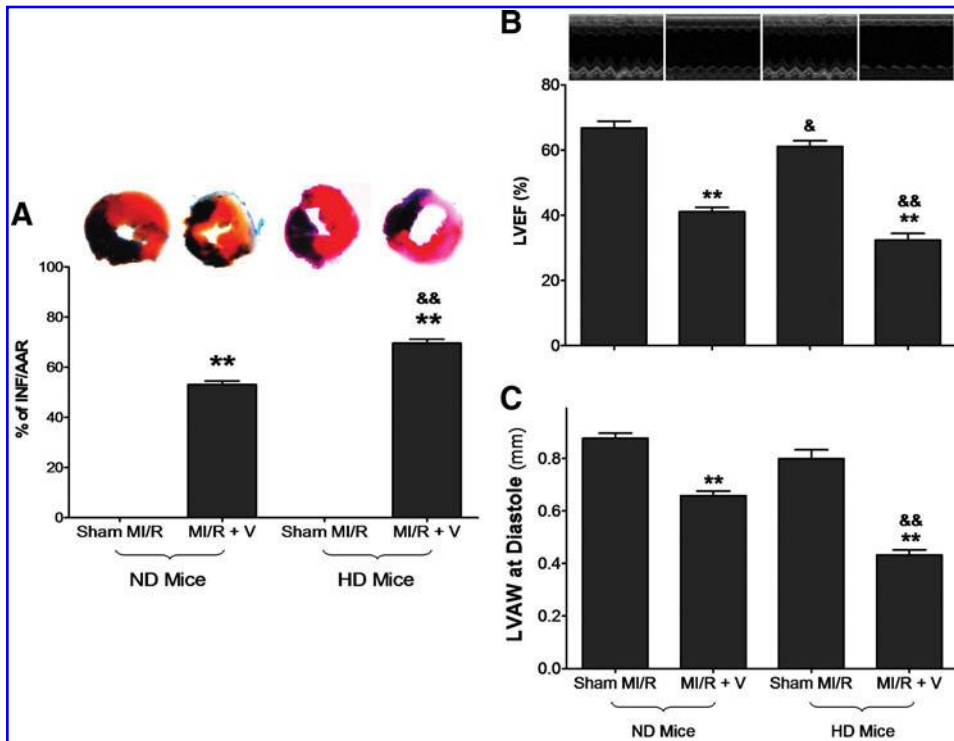 A
% of INF/AAR
100
80
60
40
20
0
**
&&
**
Sham MI/R MI/R + V Sham MI/R MI/R + V
ND Mice HD Mice
B
LVEF (%)
80
60
40
20
0
**
&
&&
**
C
LVAW at Diastole (mm)
0.8
0.6
0.4
0.2
0.0
**
&&
**
Sham MI/R MI/R + V Sham MI/R MI/R + V
ND Mice HD Mice